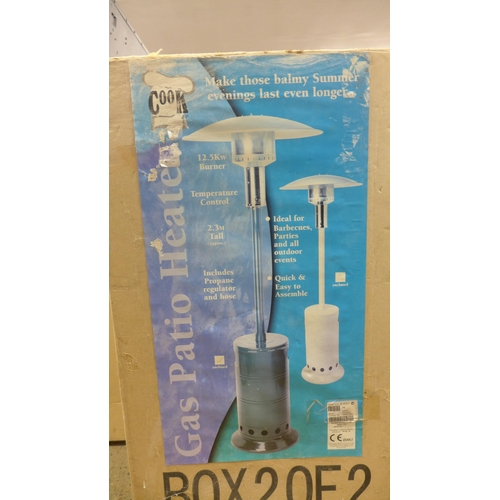 COOK
Make those balmy Summer
evenings last even longer.
Gas Patio Heater
12.5Kw
Burner
Temperature
Control
2.3M
Tall
Includes
Propane
regulator
and hose
Ideal for
Barbecues,
Parties
and all
outdoor
events
Quick &
Easy to
Assemble
CE
BOX 2 OF 2